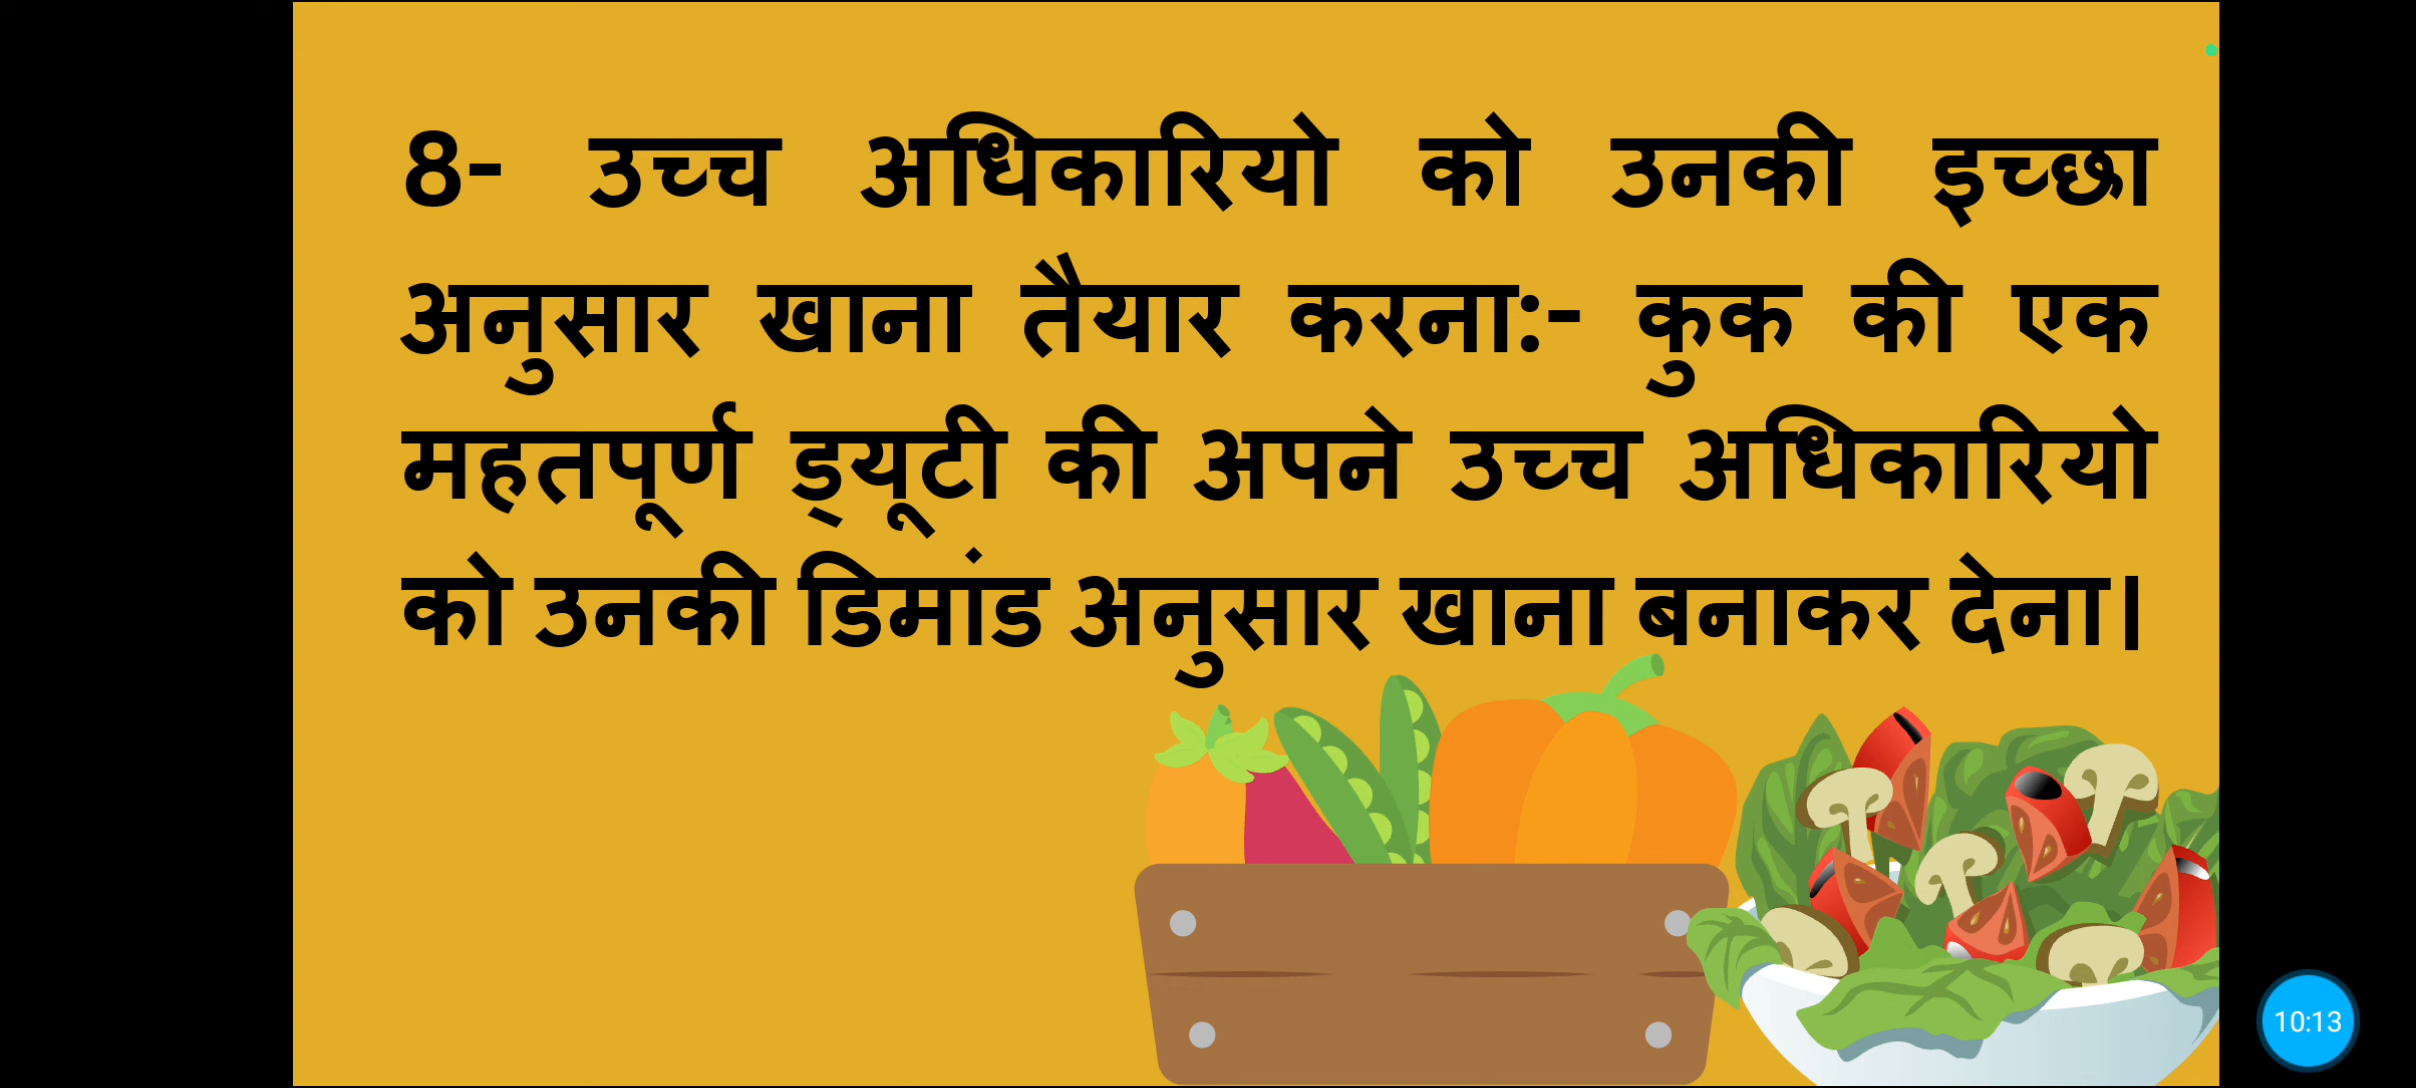 8- उच्च अधिकारियो को उनकी इच्छा
अनुसार खाना तैयार करना:- कुक की एक
महतपूर्ण ड्यूटी की अपने उच्च अधिकारियो
को उनकी डिमांड अनुसार खाना बनाकर देना।
10:13